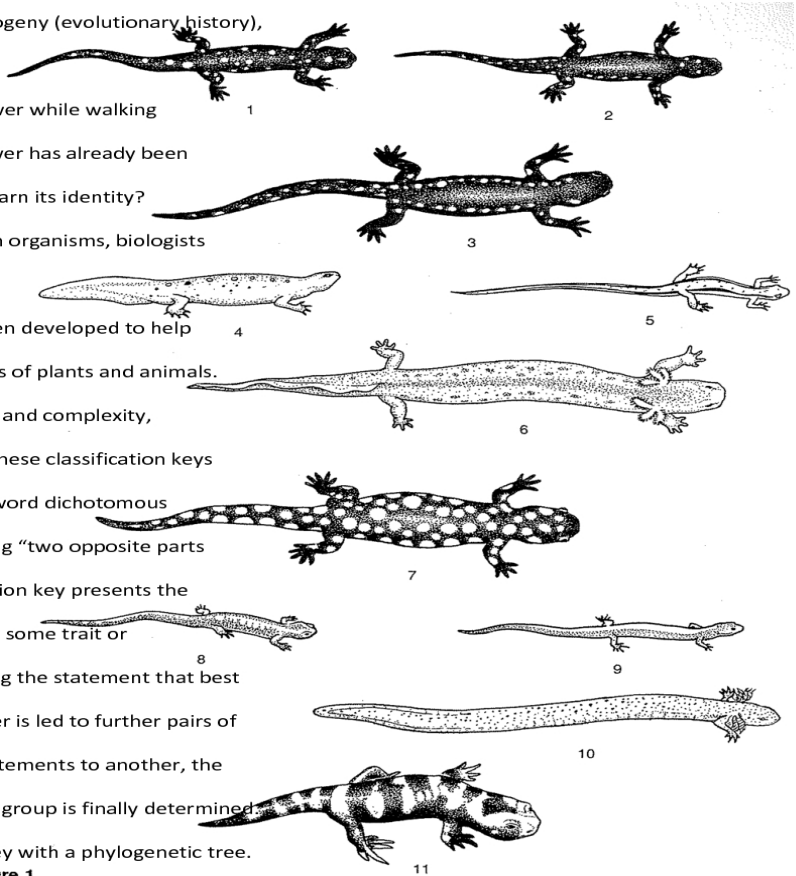 ogeny (evolutionary history),
ver while walking 1 2
ver has already been
arn its identity?
n organisms, biologists 3
en developed to help 4 5
s of plants and animals.
and complexity,
6
hese classification keys
word dichotomous
g “two opposite parts
7
ion key presents the
some trait or
8 9
g the statement that best
er is led to further pairs of
10
tements to another, the
group is finally determined.
ey with a phylogenetic tree.
11